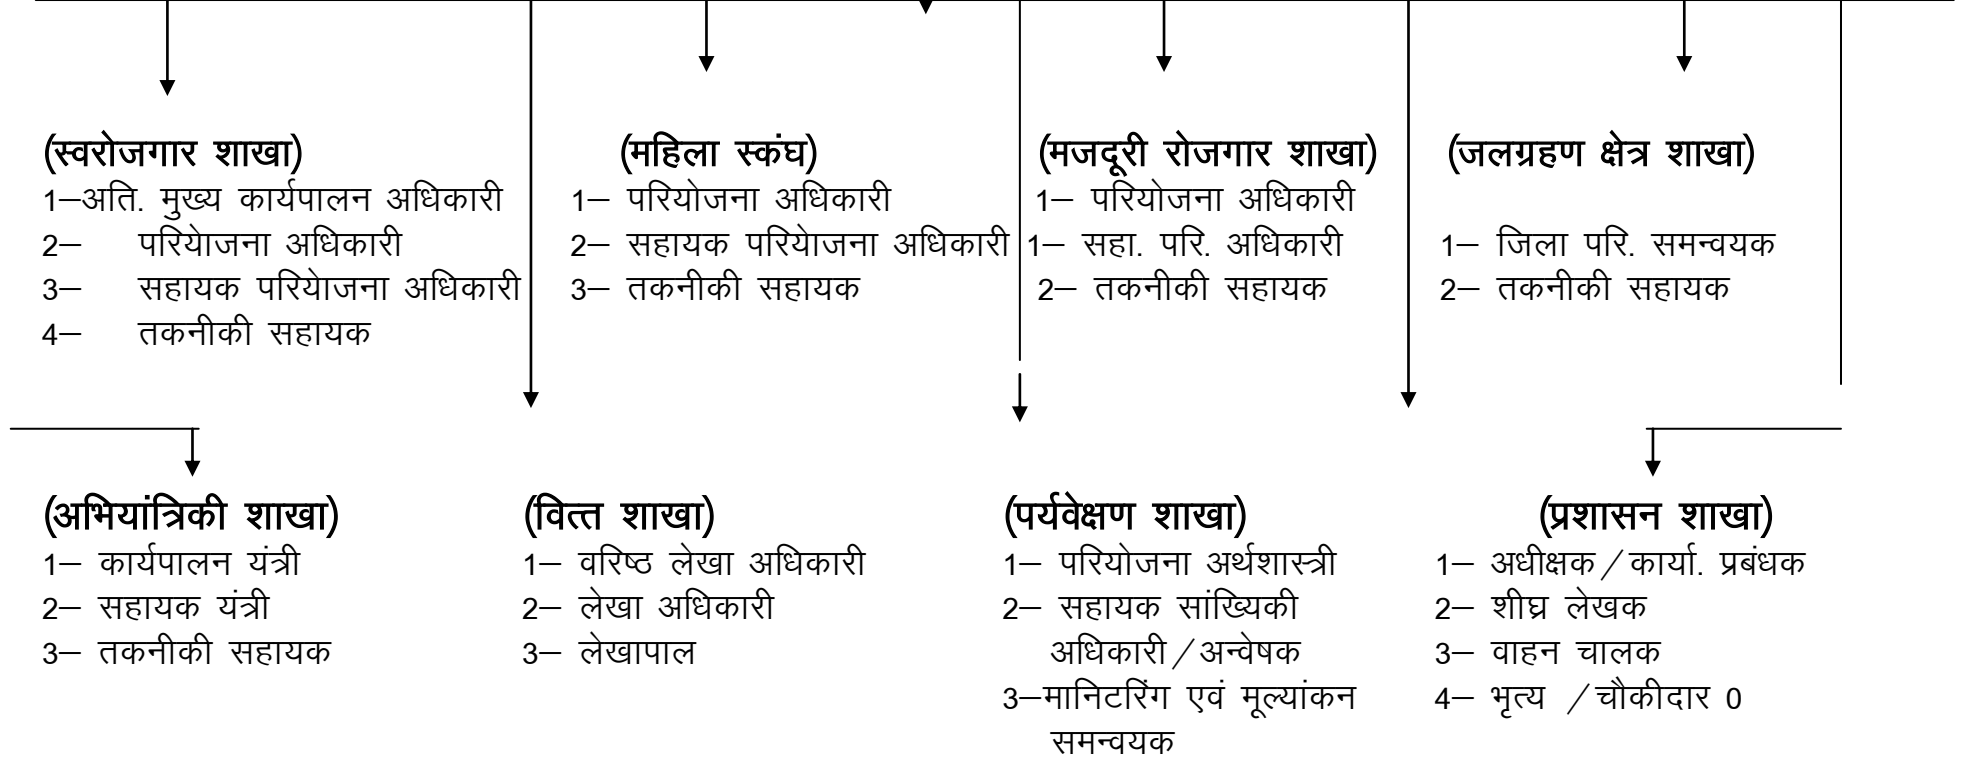 (स्वरोजगार शाखा)
1–अति. मुख्य कार्यपालन अधिकारी
2– परियेाजना अधिकारी
3– सहायक परियेाजना अधिकारी
4– तकनीकी सहायक
(महिला स्कंघ)
1– परियोजना अधिकारी
2– सहायक परियेाजना अधिकारी
3– तकनीकी सहायक
(मजदूरी रोजगार शाखा)
1– परियोजना अधिकारी
1– सहा. परि. अधिकारी
2– तकनीकी सहायक
(जलग्रहण क्षेत्र शाखा)
1– जिला परि. समन्वयक
2– तकनीकी सहायक
(अभियांत्रिकी शाखा)
1– कार्यपालन यंत्री
2– सहायक यंत्री
3– तकनीकी सहायक
(वित्त शाखा)
1– वरिष्ठ लेखा अधिकारी
2– लेखा अधिकारी
3– लेखापाल
(पर्यवेक्षण शाखा)
1– परियोजना अर्थशास्त्री
2– सहायक सांख्यिकी
अधिकारी/अन्वेषक
3–मानिटरिंग एवं मूल्यांकन
समन्वयक
(प्रशासन शाखा)
1– अधीक्षक/कार्या. प्रबंधक
2– शीघ्र लेखक
3– वाहन चालक
4– भृत्य /चौकीदार 0